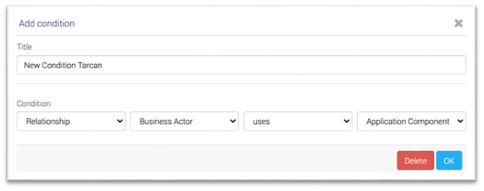 Add condition
Title
New Condition Tarcan
Condition
Relationship Business Actor uses Application Component
Delete OK